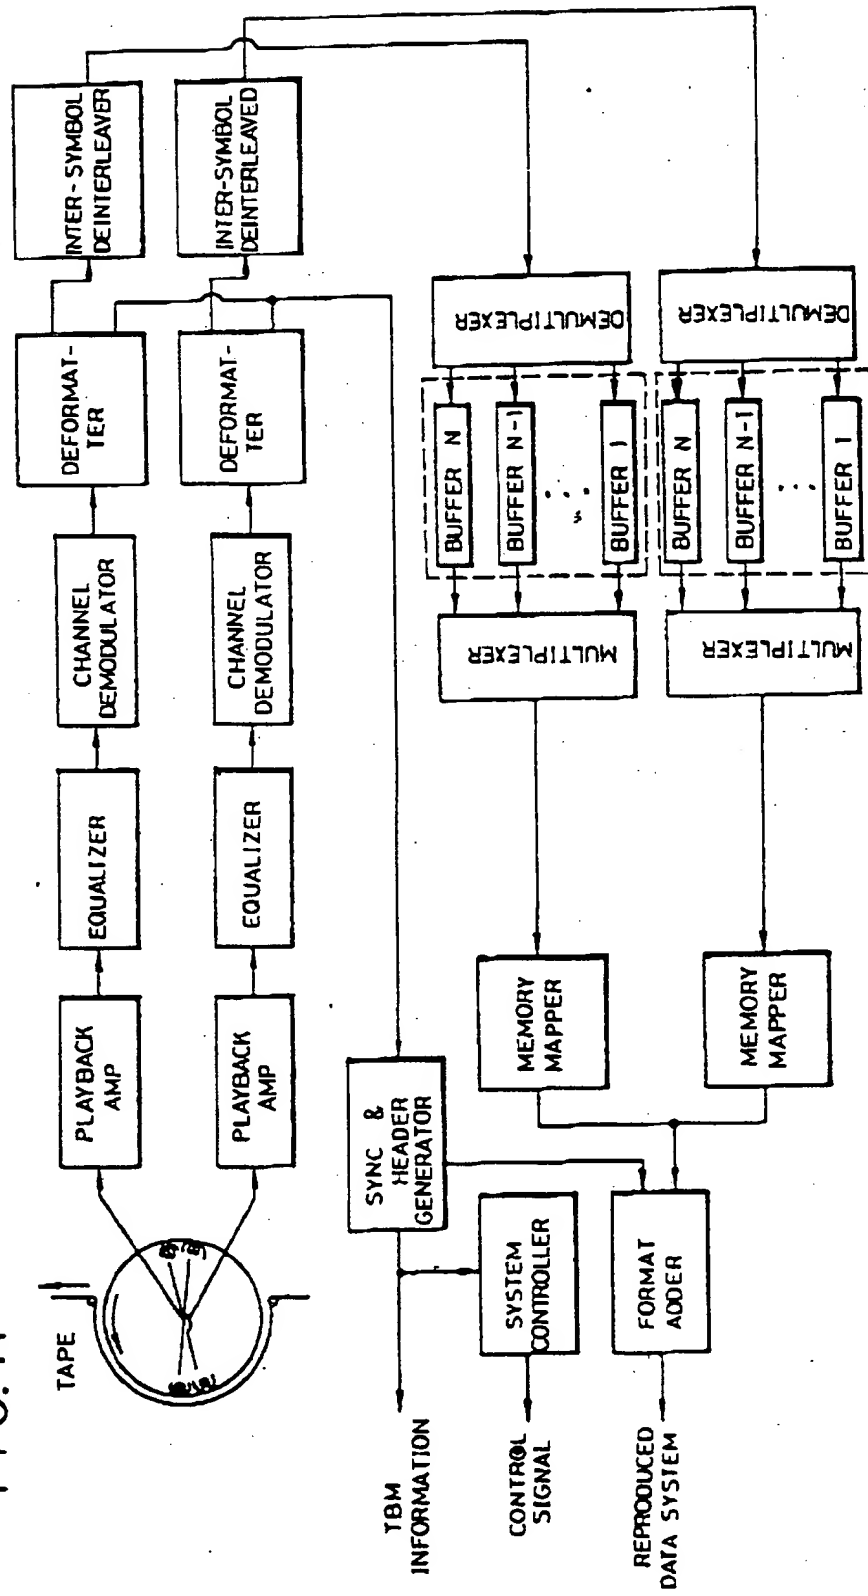 FIG.
TAPE
PLAYBACK
AMP
EQUALIZER
CHANNEL
DEMODULATOR
DEFORMAT-
TER
INTER-SYMBOL
DEINTERLEAVER
PLAYBACK
AMP
EQUALIZER
CHANNEL
DEMODULATOR
DEFORMAT-
TER
INTER-SYMBOL
DEINTERLEAVED
TBM
INFORMATION
SYNC &
HEADER
GENERATOR
CONTROL
SIGNAL
SYSTEM
CONTROLLER
MEMORY
MAPPER
MULTIPLEXER
BUFFER N
BUFFER N-1
BUFFER 1
DEMULTIPLEXER
REPRODUCED
DATA SYSTEM
FORMAT
ADDER
MEMORY
MAPPER
MULTIPLEXER
BUFFER N
BUFFER N-1
BUFFER 1
DEMULTIPLEXER